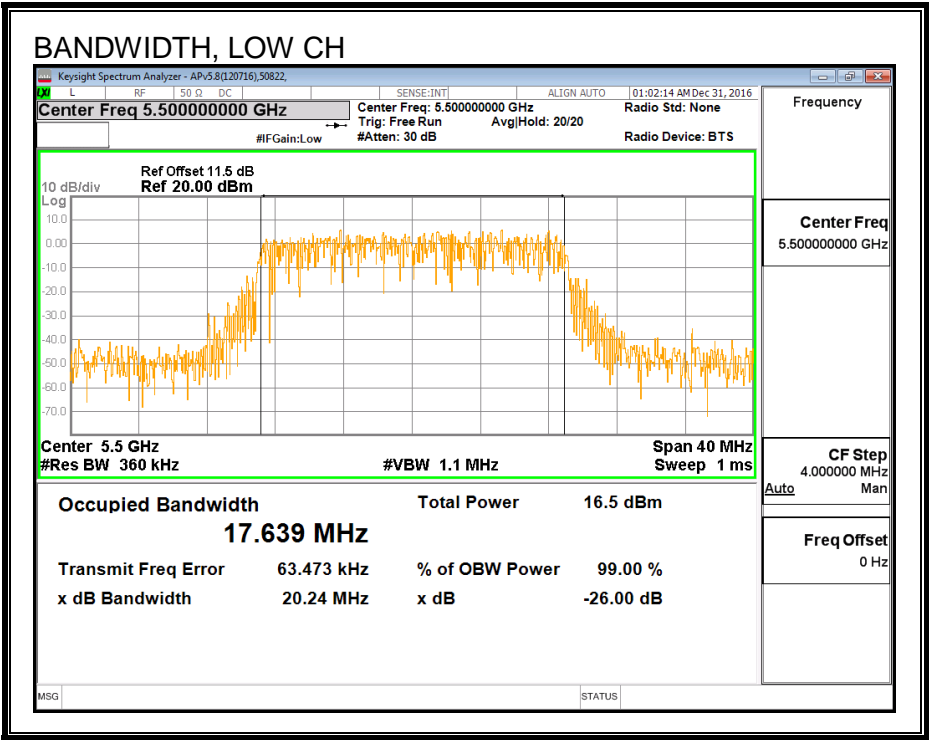 BANDWIDTH, LOW CH
Keysight Spectrum Analyzer - APv5.8(120716),50822,
LXI L RF 50 Ω DC SENSE:INT ALIGN AUTO 01:02:14 AM Dec 31, 2016
Center Freq 5.500000000 GHz
Center Freq: 5.500000000 GHz
Radio Std: None
Trig: Free Run Avg|Hold: 20/20
#IFGain:Low
#Atten: 30 dB
Radio Device: BTS
Frequency
Ref Offset 11.5 dB
10 dB/div Ref 20.00 dBm
Log
10.0
0.00
-10.0
-20.0
-30.0
-40.0
-50.0
-60.0
-70.0
Center 5.5 GHz Span 40 MHz
#Res BW 360 kHz #VBW 1.1 MHz Sweep 1 ms
Center Freq
5.500000000 GHz
CF Step
4.000000 MHz
Auto Man
Freq Offset
0 Hz
Occupied Bandwidth Total Power 16.5 dBm
17.639 MHz
Transmit Freq Error 63.473 kHz % of OBW Power 99.00 %
x dB Bandwidth 20.24 MHz x dB -26.00 dB
MSG STATUS